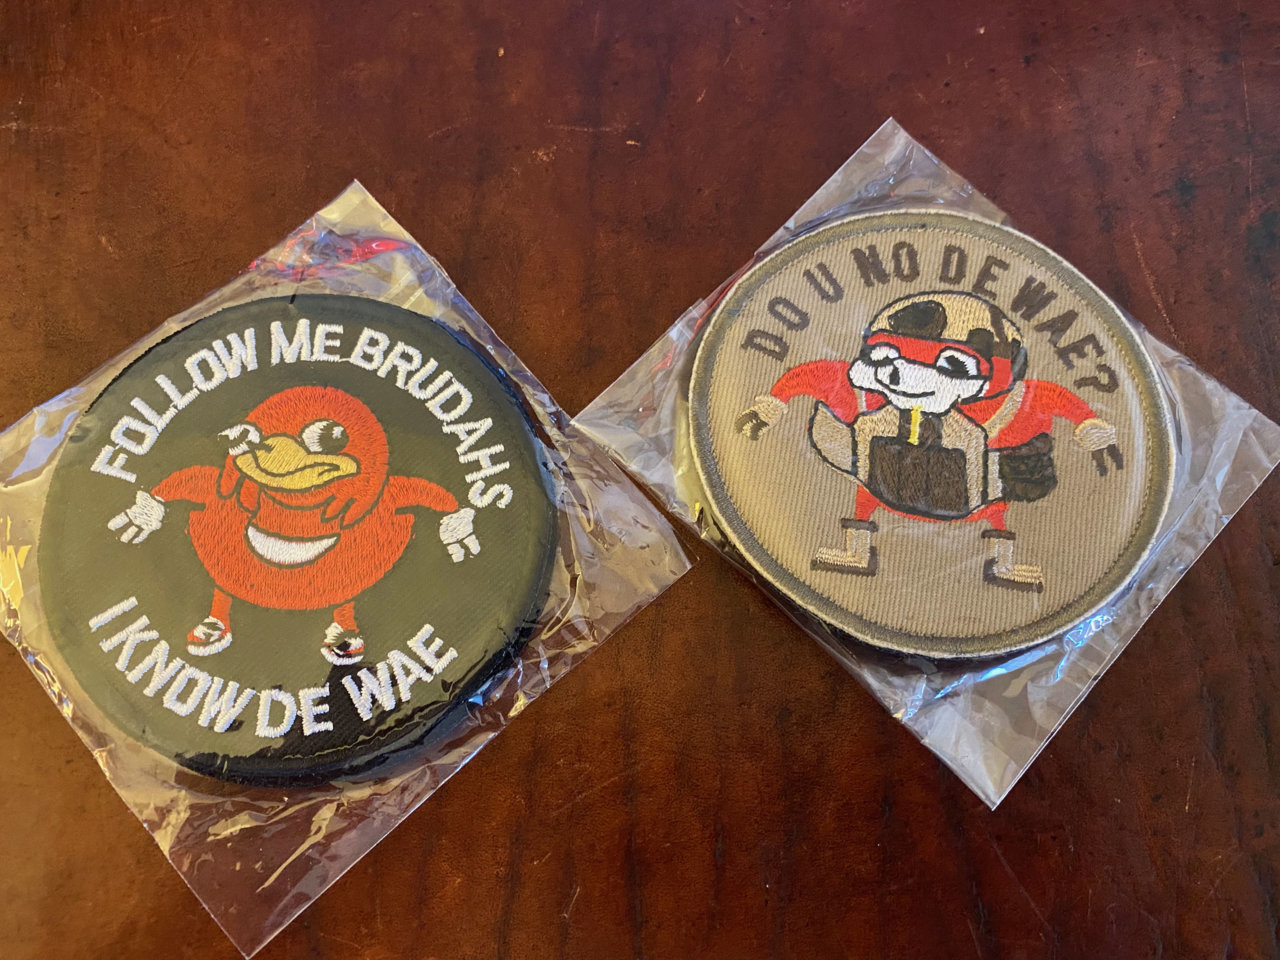 FOLLOW ME BRUDAHS
I KNOW DE WAE
DO U NO DE WAE?